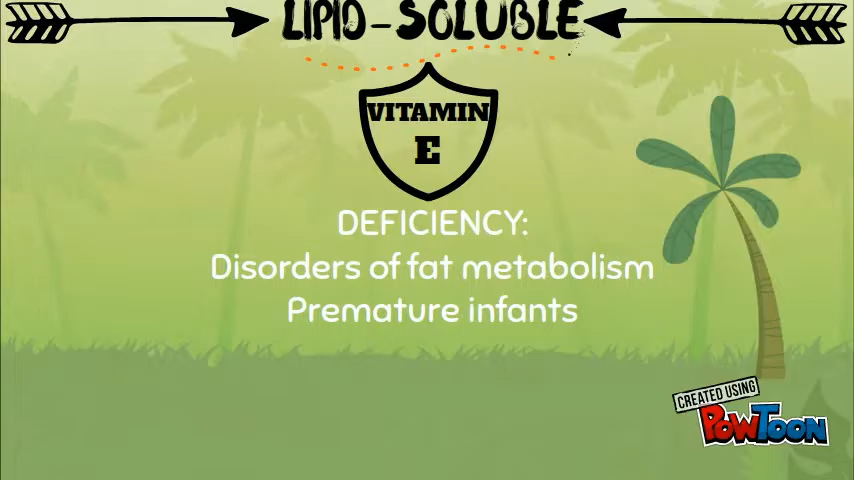 LIPID-SOLUBLE
VITAMIN
E
DEFICIENCY:
Disorders of fat metabolism
Premature infants
CREATED USING
POWTOON